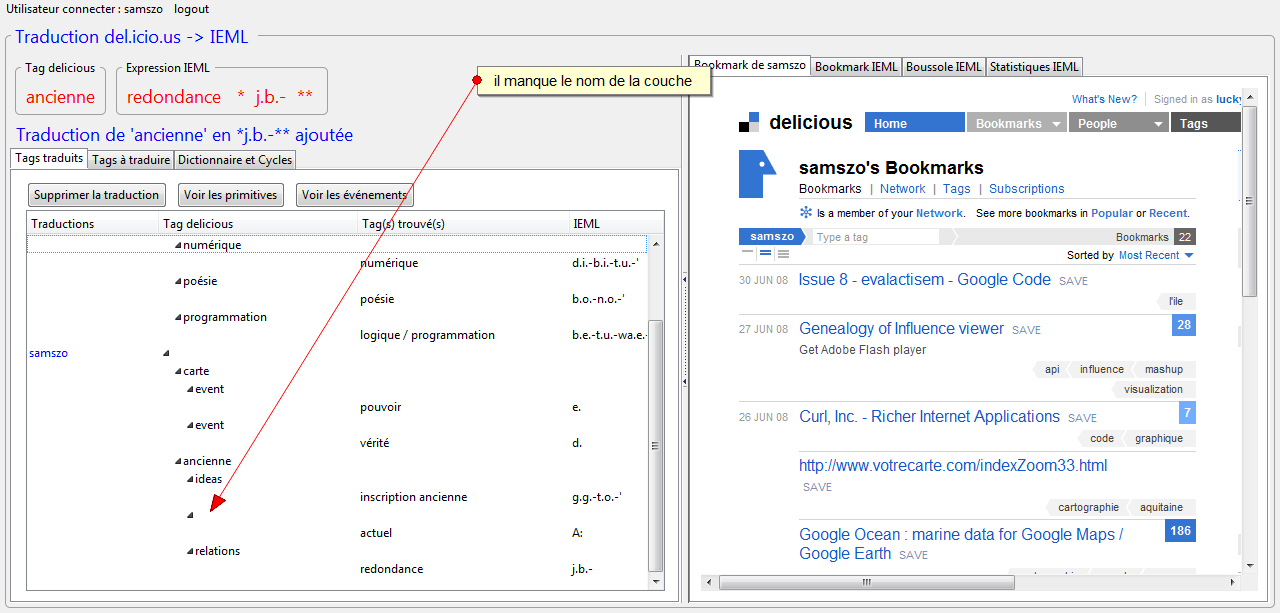 Utilisateur connecter : samszo logout
Traduction del.icio.us -> IEML
Tag delicious
Expression IEML
ancienne
redondance * j.b.- **
Traduction de 'ancienne' en *j.b.-** ajoutée
il manque le nom de la couche
Tags traduits
Tags à traduire
Dictionnaire et Cycles
Supprimer la traduction
Voir les primitives
Voir les événements
Traductions Tag delicious Tag(s) trouvé(s) IEML
numérique
numérique d.i.-b.i.-t.u.-'
poésie
poésie b.o.-n.o.-'
programmation
logique / programmation b.e.-t.u.-wa.e.-
samszo
carte
event
pouvoir e.
event
vérité d.
ancienne
ideas
inscription ancienne g.g.-t.o.-'
actuel A:
relations
redondance j.b.-
Bookmark de samszo
Bookmark IEML
Boussole IEML
Statistiques IEML
What's New? Signed in as lucky
delicious
Home
Bookmarks
People
Tags
samszo's Bookmarks
Bookmarks | Network | Tags | Subscriptions
Is a member of your Network. See more bookmarks in Popular or Recent.
samszo Type a tag Bookmarks 22
Sorted by Most Recent
30 JUN 08 Issue 8 - evalactisem - Google Code SAVE
l'ile
27 JUN 08 Genealogy of Influence viewer SAVE 28
Get Adobe Flash player
api influence mashup
visualization
26 JUN 08 Curl, Inc. - Richer Internet Applications SAVE 7
code graphique
http://www.votrecarte.com/indexZoom33.html
SAVE
cartographie aquitaine
Google Ocean : marine data for Google Maps / 186
Google Earth SAVE